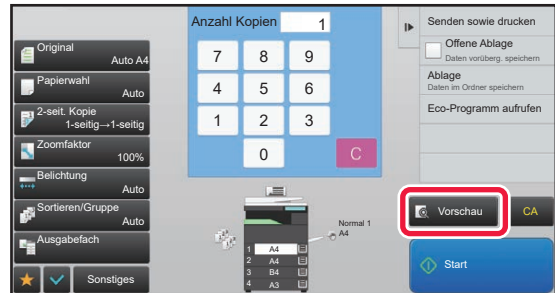 Original
Auto A4
Papierwahl
Auto
2-seit. Kopie
1-seitig→1-seitig
Zoomfaktor
100%
Belichtung
Auto
Sortieren/Gruppe
Auto
Ausgabefach
Sonstiges
Anzahl Kopien 1
7 8 9
4 5 6
1 2 3
0 C
Normal 1
A4
1 A4
2 A4
3 B4
4 A3
Senden sowie drucken
Offene Ablage
Daten vorüberg. speichern
Ablage
Daten im Ordner speichern
Eco-Programm aufrufen
Vorschau CA
Start